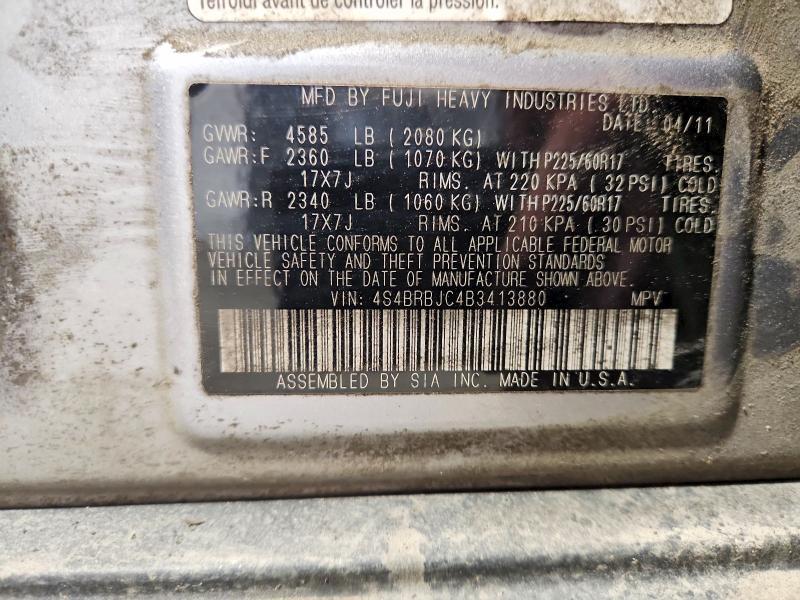 refroidi avant de contrôler la pression.
MFD BY FUJI HEAVY INDUSTRIES LTD.
DATE: 04/11
GVWR: 4585 LB (2080 KG)
GAWR:F 2360 LB (1070 KG) WITH P225/60R17 TIRES.
17X7J RIMS. AT 220 KPA (32 PSI) COLD
GAWR:R 2340 LB (1060 KG) WITH P225/60R17 TIRES.
17X7J RIMS. AT 210 KPA (30 PSI) COLD
THIS VEHICLE CONFORMS TO ALL APPLICABLE FEDERAL MOTOR
VEHICLE SAFETY AND THEFT PREVENTION STANDARDS
IN EFFECT ON THE DATE OF MANUFACTURE SHOWN ABOVE.
VIN: 4S4BRBJC4B3413880 MPV
ASSEMBLED BY SIA INC. MADE IN U.S.A.